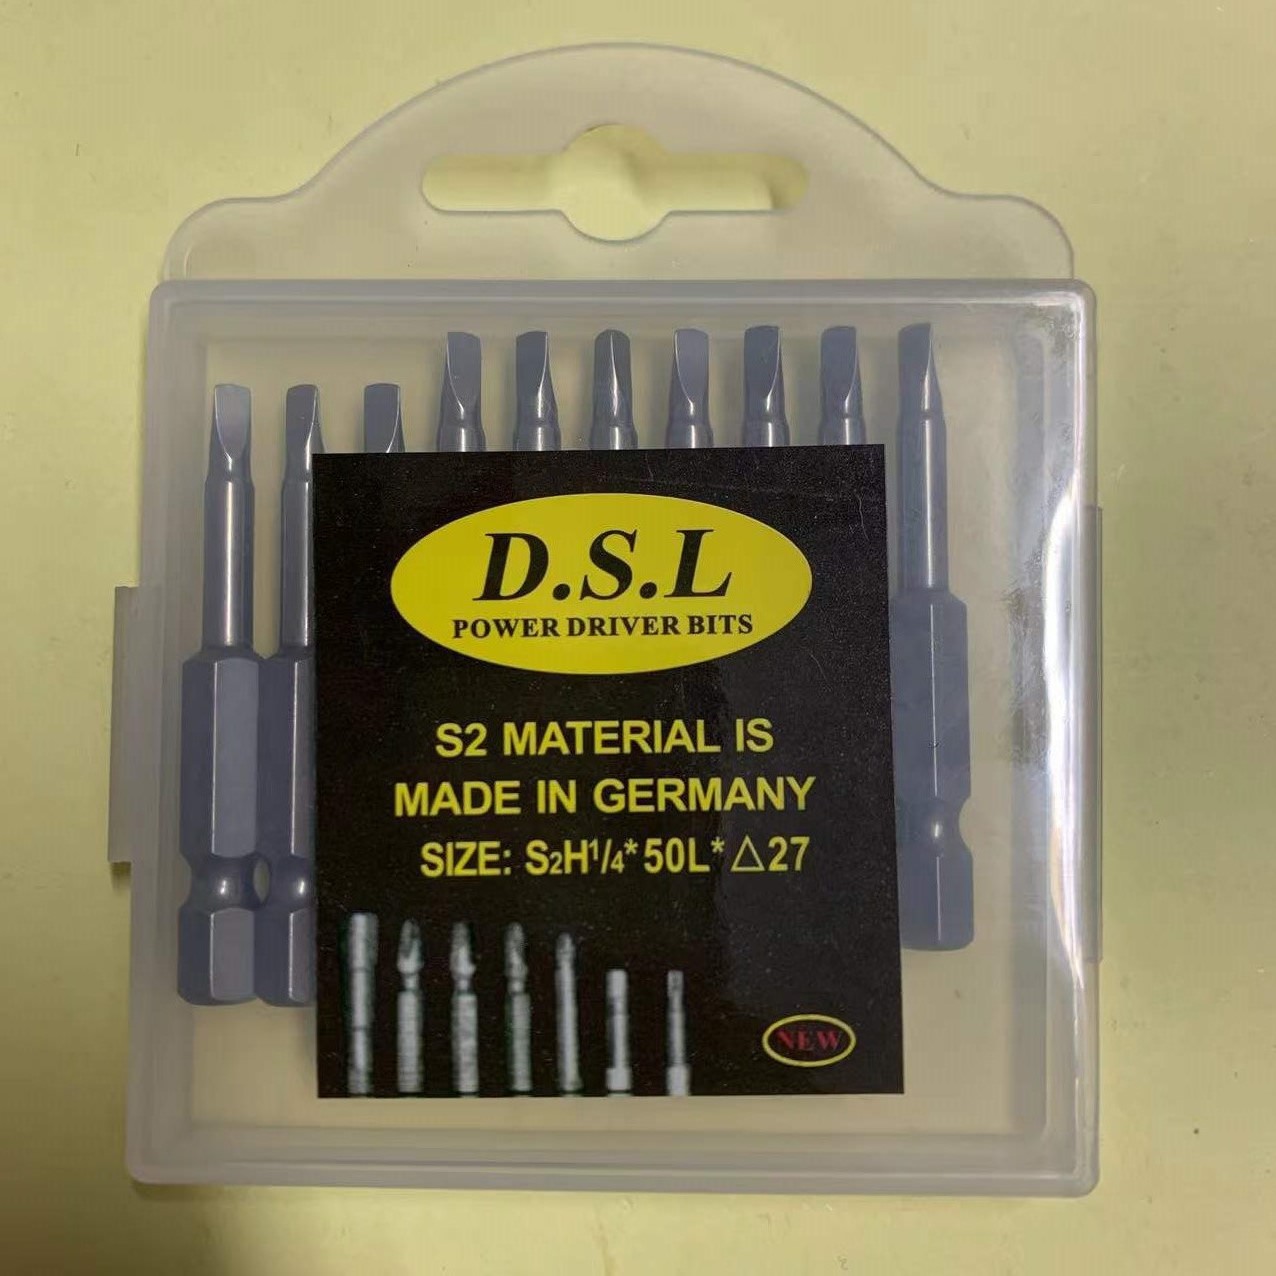 D.S.L
POWER DRIVER BITS
S2 MATERIAL IS
MADE IN GERMANY
SIZE: S2H1/4*50L*△27
NEW